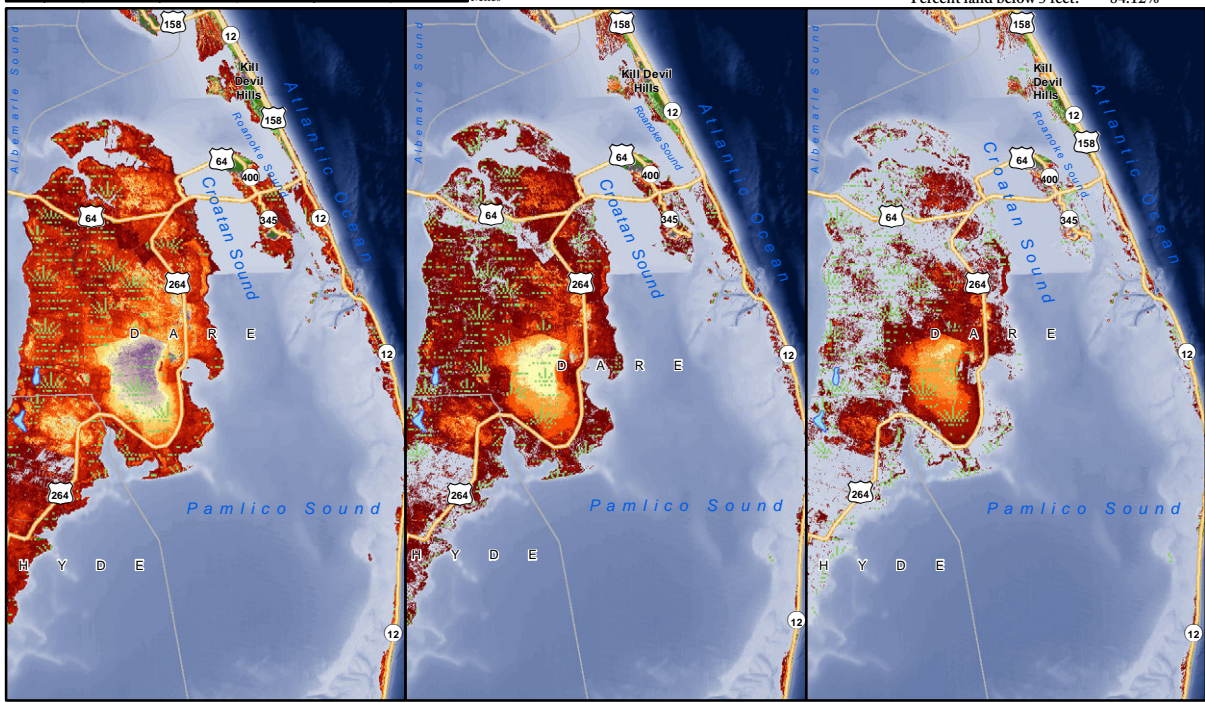 Miles
Percent land below 5 feet: 84.12%
158
12
Albemarle Sound
Kill
Devil
Hills
Atlantic Ocean
158
Roanoke Sound
64
400
Croatan Sound
64
345
12
264
D A R E
12
264
Pamlico Sound
H Y D E
12
158
Albemarle Sound
Kill Devil
Hills
12
Atlantic Ocean
Roanoke Sound
64
400
Croatan Sound
64
345
264
12
D A R E
264
Pamlico Sound
H Y D E
12
158
Albemarle Sound
Kill
Devil
Hills
12
Atlantic Ocean
158
Roanoke Sound
64
400
Croatan Sound
64
345
264
D A R E
12
264
Pamlico Sound
H Y D E
12